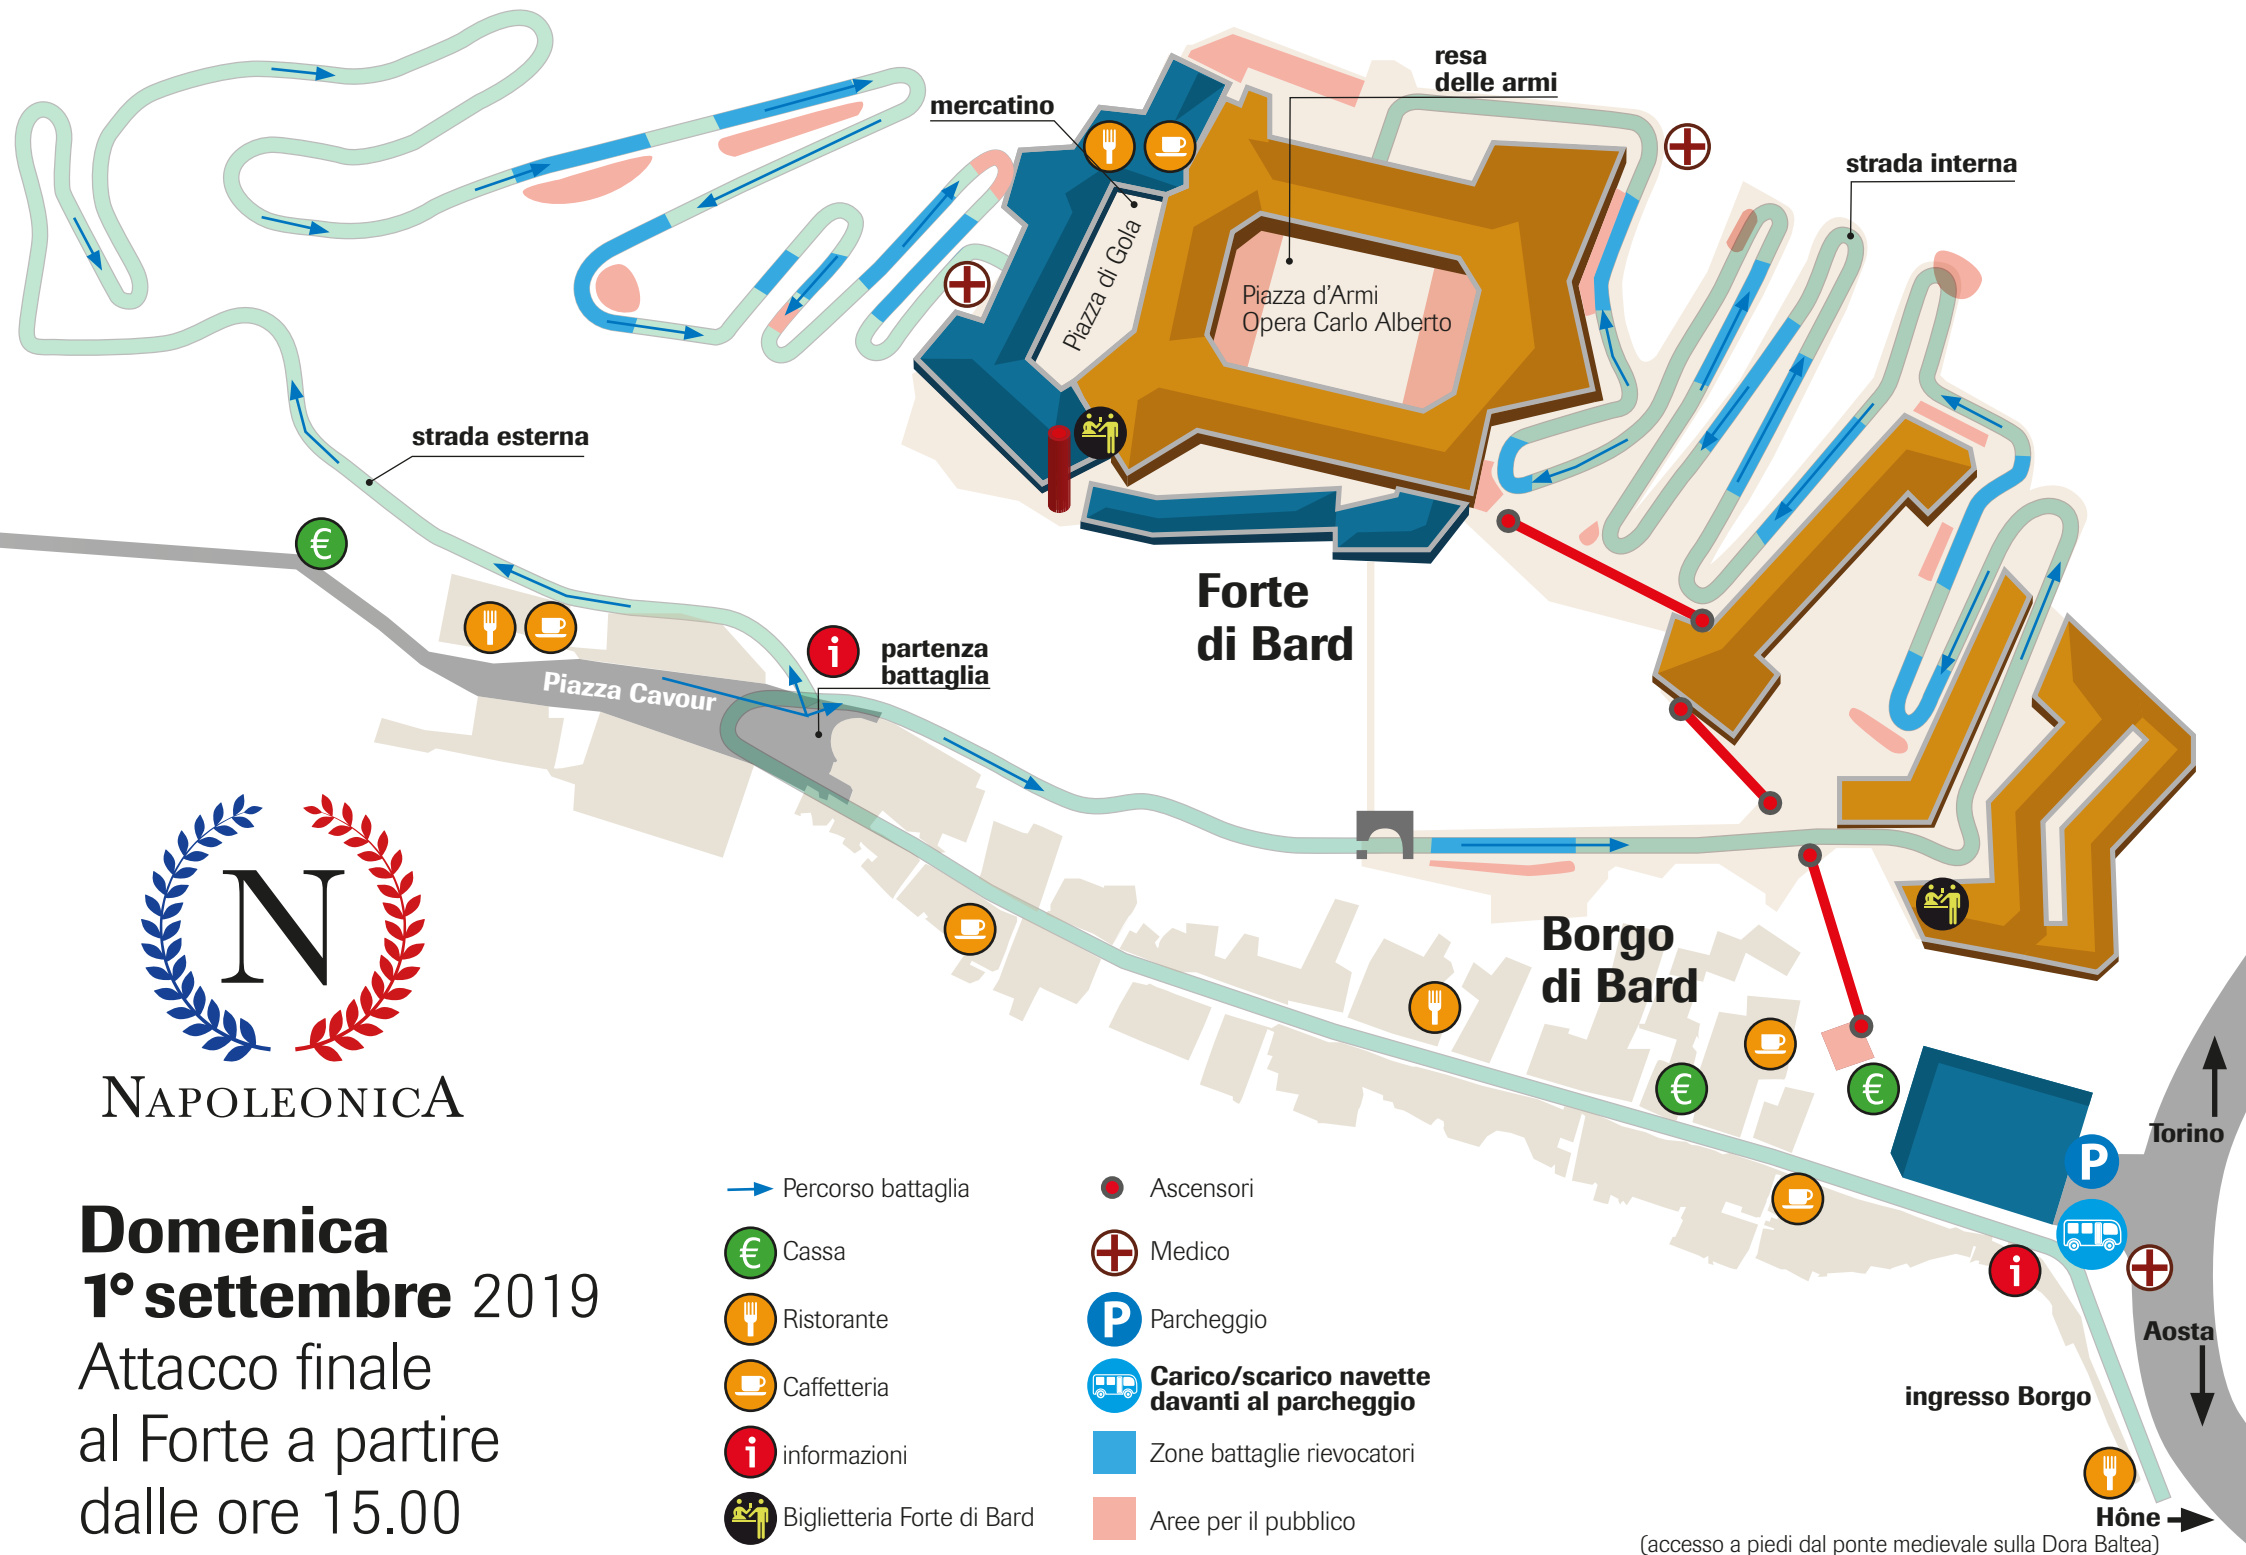 resa
delle armi
mercatino
strada interna
Piazza di Gola
Piazza d'Armi
Opera Carlo Alberto
strada esterna
€
Forte
di Bard
i
partenza
battaglia
Piazza Cavour
Borgo
di Bard
N
NAPOLEONICA
€
€
Torino
P
i
Aosta
ingresso Borgo
Hône
(accesso a piedi dal ponte medievale sulla Dora Baltea)
Domenica
1° settembre 2019
Attacco finale
al Forte a partire
dalle ore 15.00
Percorso battaglia
€ Cassa
Ristorante
Caffetteria
i informazioni
Biglietteria Forte di Bard
Ascensori
Medico
P Parcheggio
Carico/scarico navette
davanti al parcheggio
Zone battaglie rievocatori
Aree per il pubblico